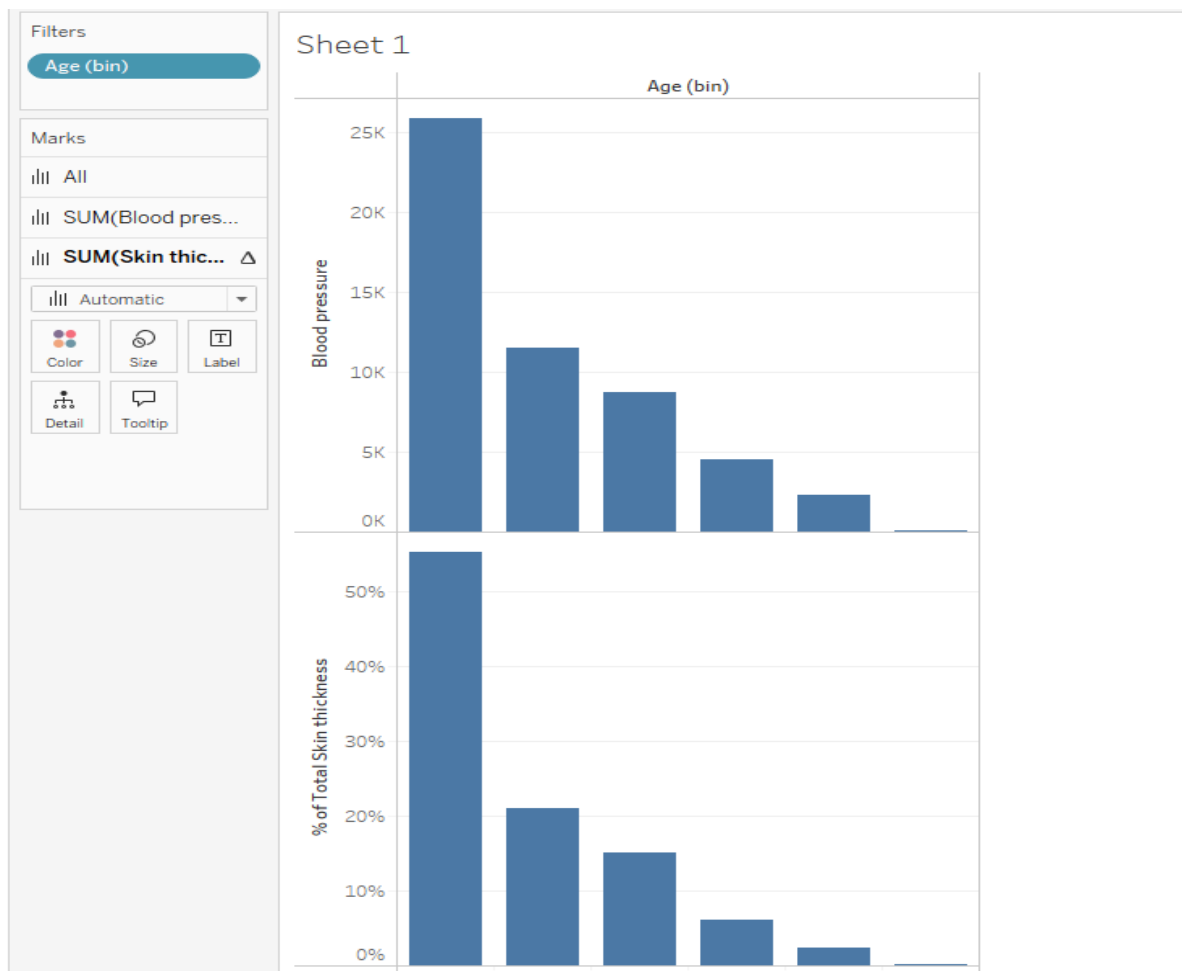 Filters
Age (bin)
Marks
All
SUM(Blood pres...
SUM(Skin thic...
Automatic
Color
Size
Label
Detail
Tooltip
Sheet 1
Age (bin)
Blood pressure
25K
20K
15K
10K
5K
0K
% of Total Skin thickness
50%
40%
30%
20%
10%
0%